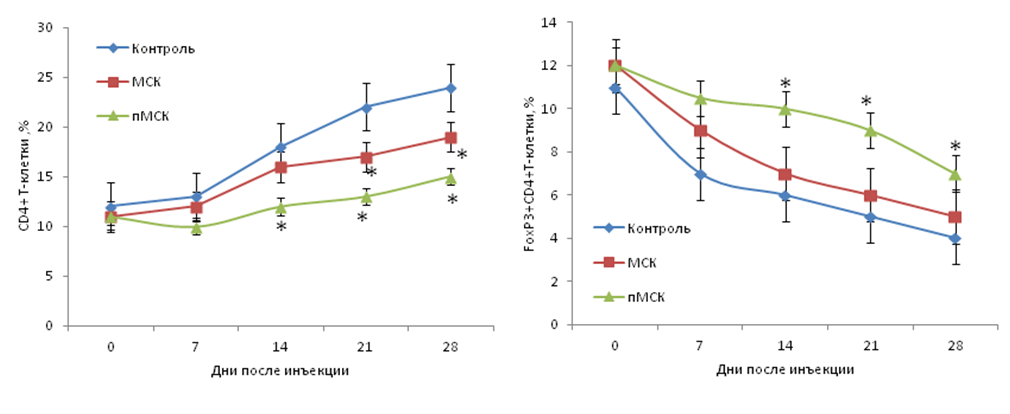 CD4+ Т-клетки,%
30
25
20
15
10
5
0
Контроль
МСК
пМСК
*
*
*
*
*
0 7 14 21 28
Дни после инъекции
FoxP3+CD4+Т-клетки,%
14
12
10
8
6
4
2
0
*
*
*
Контроль
МСК
пМСК
0 7 14 21 28
Дни после инъекции